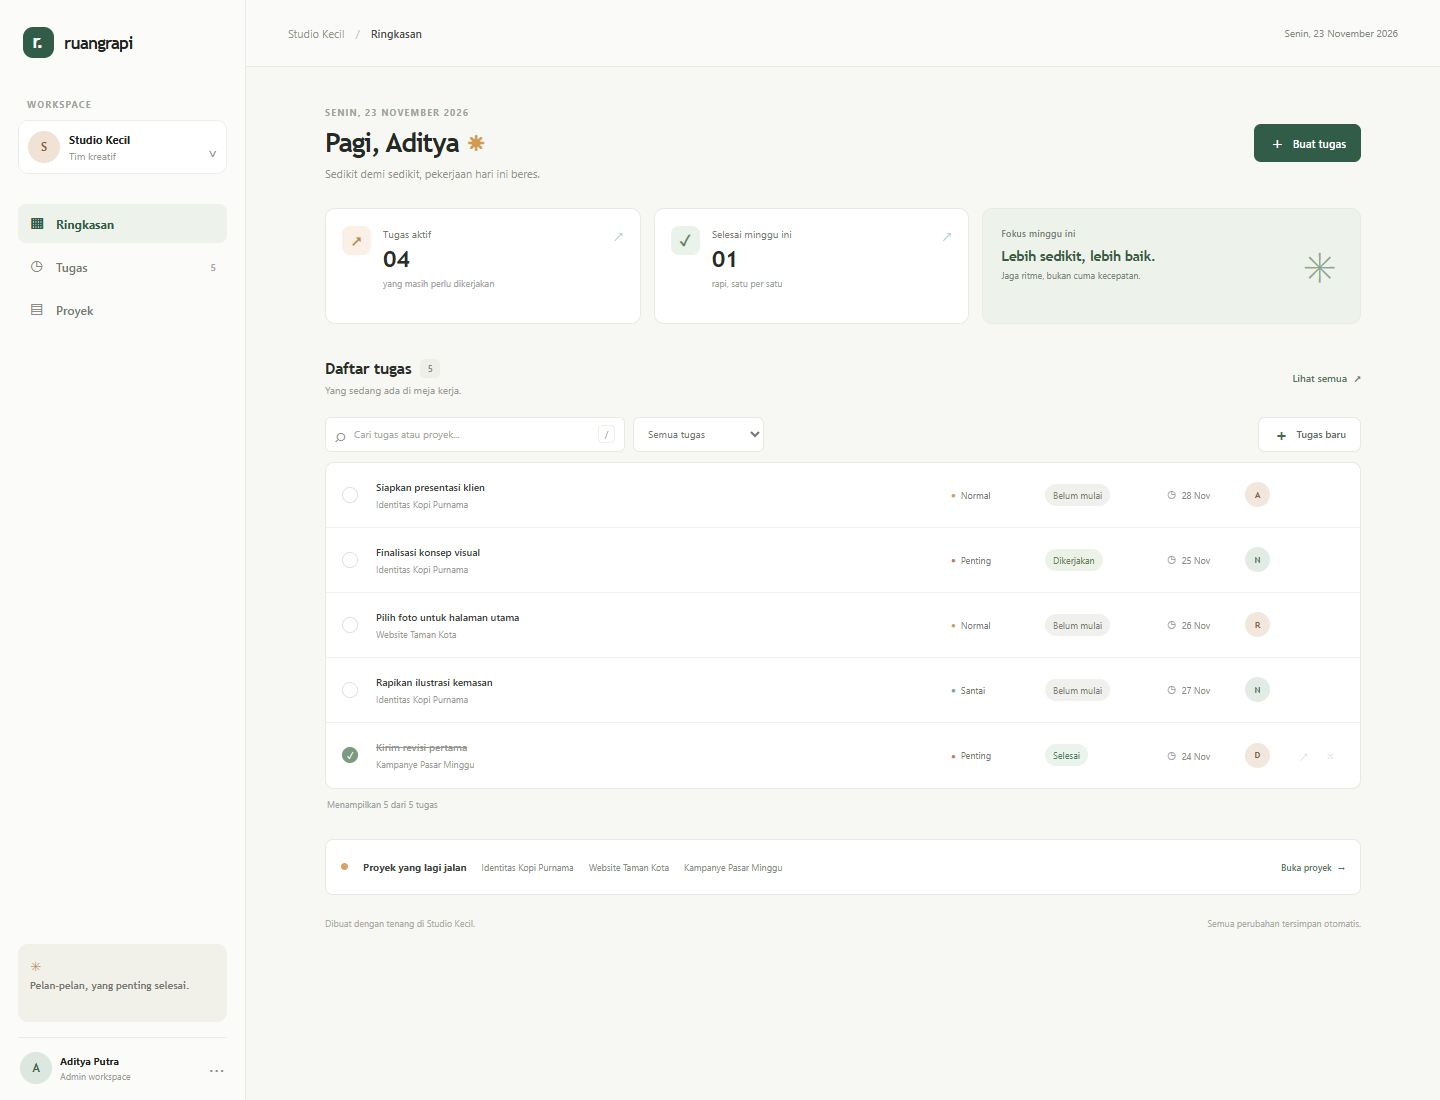 r. ruangrapi
WORKSPACE
S
Studio Kecil
Tim kreatif
Ringkasan
Tugas 5
Proyek
Pelan-pelan, yang penting selesai.
A
Aditya Putra
Admin workspace
...
Studio Kecil / Ringkasan
Senin, 23 November 2026
SENIN, 23 NOVEMBER 2026
Pagi, Aditya
Sedikit demi sedikit, pekerjaan hari ini beres.
+ Buat tugas
Tugas aktif
04
yang masih perlu dikerjakan
Selesai minggu ini
01
rapi, satu per satu
Fokus minggu ini
Lebih sedikit, lebih baik.
Jaga ritme, bukan cuma kecepatan.
Daftar tugas 5
Yang sedang ada di meja kerja.
Lihat semua ↗
Cari tugas atau proyek... /
Semua tugas
+ Tugas baru
Siapkan presentasi klien
Identitas Kopi Purnama
Normal
Belum mulai
28 Nov
A
Finalisasi konsep visual
Identitas Kopi Purnama
Penting
Dikerjakan
25 Nov
N
Pilih foto untuk halaman utama
Website Taman Kota
Normal
Belum mulai
26 Nov
R
Rapikan ilustrasi kemasan
Identitas Kopi Purnama
Santai
Belum mulai
27 Nov
N
Kirim revisi pertama
Kampanye Pasar Minggu
Penting
Selesai
24 Nov
D
Menampilkan 5 dari 5 tugas
Proyek yang lagi jalan Identitas Kopi Purnama Website Taman Kota Kampanye Pasar Minggu
Buka proyek →
Dibuat dengan tenang di Studio Kecil.
Semua perubahan tersimpan otomatis.